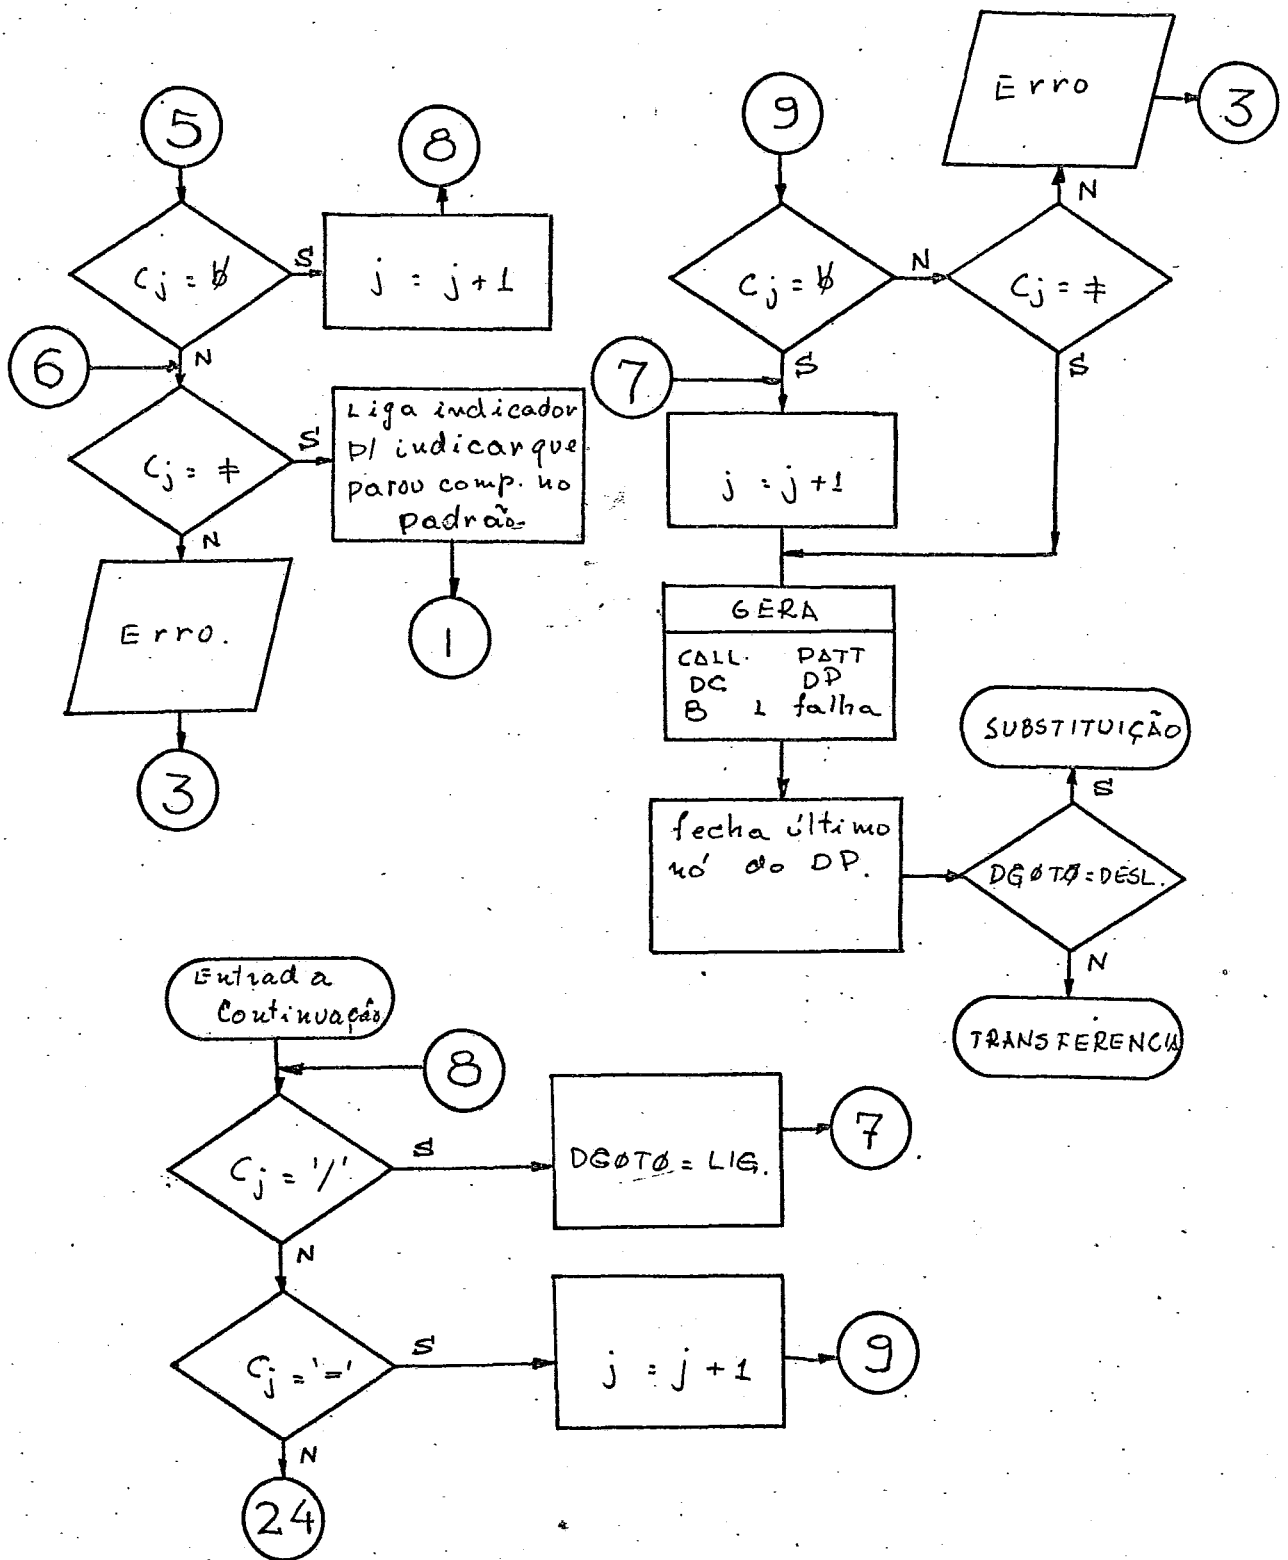 5
Cj = b̸
S
j = j + 1
8
N
6
Cj = ‡
S
Liga indicador
p/ indicar que
parou comp. no
padrão
1
N
Erro.
3
9
Cj = b̸
N
Cj = ‡
N
Erro
3
S
S
7
j = j + 1
GERA
CALL PATT
DC DP
B L falha
fecha último
nó do DP.
DGØTØ = DESL.
S
SUBSTITUIÇÃO
N
TRANSFERENCIA
Entrada
Continuação
8
Cj = '/'
S
DGØTØ = LIG.
7
N
Cj = '='
S
j = j + 1
9
N
24